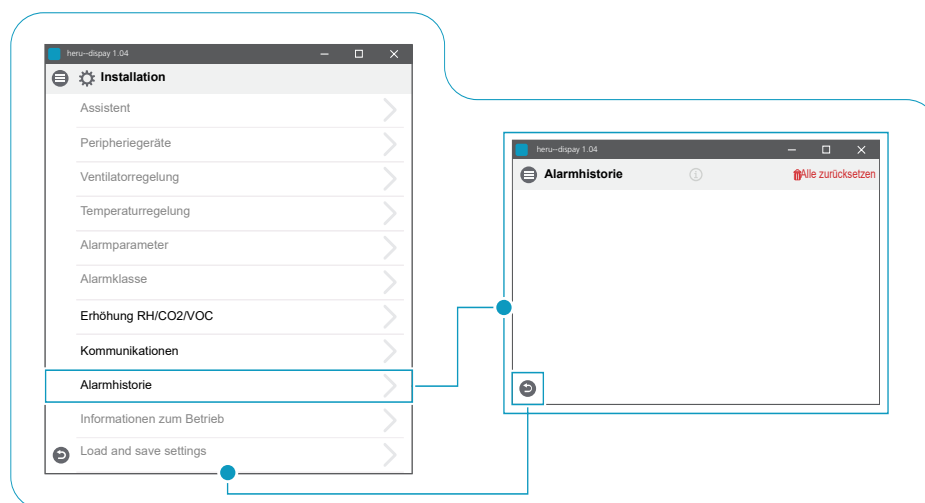 heru--dispay 1.04
Installation
Assistent
Peripheriegeräte
Ventilatorregelung
Temperaturregelung
Alarmparameter
Alarmklasse
Erhöhung RH/CO2/VOC
Kommunikationen
Alarmhistorie
Informationen zum Betrieb
Load and save settings
heru--dispay 1.04
Alarmhistorie
Alle zurücksetzen